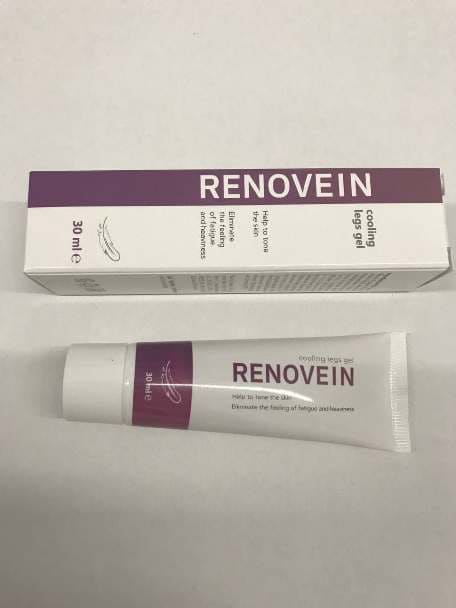 RENOVEIN
cooling
legs gel
Help to tone
the skin
Eliminate
the feeling
of fatigue
and heaviness
30 ml ℮
cooling legs gel
RENOVEIN
Help to tone the skin
Eliminate the feeling of fatigue and heaviness
30 ml ℮